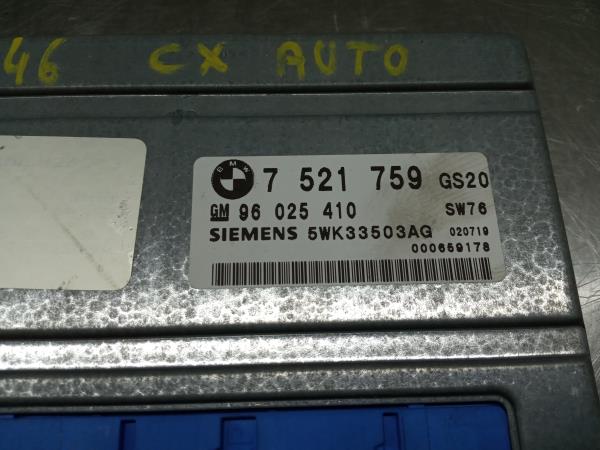 46 CX AUTO
BMW 7 521 759 GS20
GM 96 025 410 SW76
SIEMENS 5WK33503AG 020719
000659178